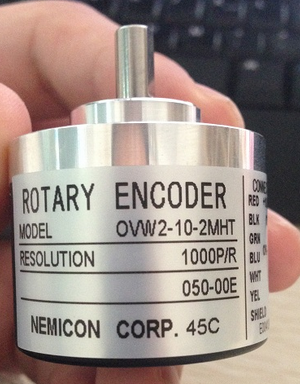 ROTARY ENCODER
MODEL OVW2-10-2MHT
RESOLUTION 1000P/R
050-00E
NEMICON CORP. 45C
RED
BLK
GRN
BLU
WHT
YEL
SHIELD